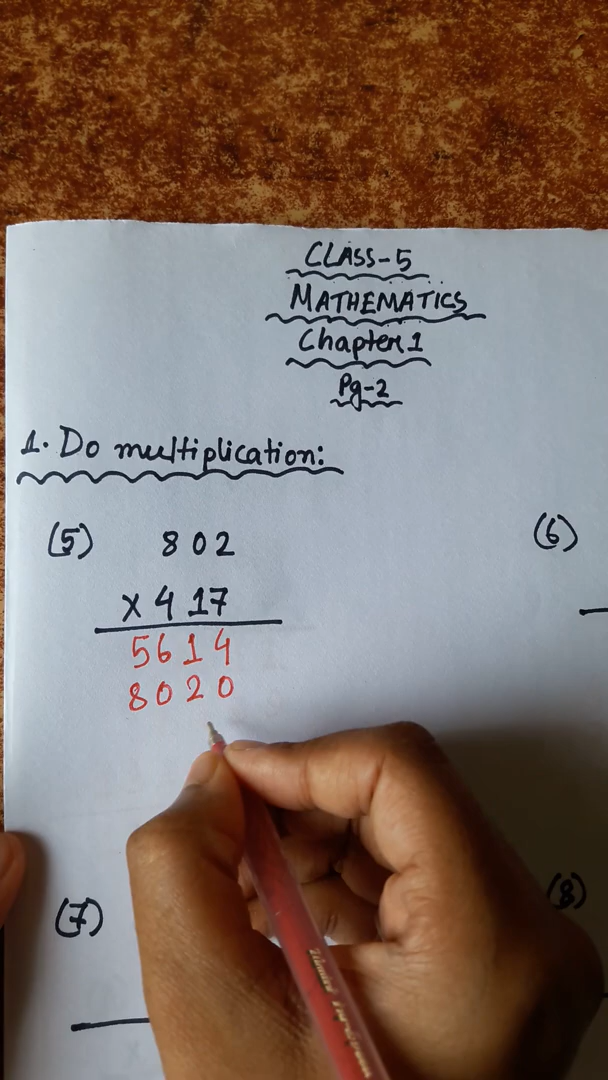 CLASS-5
MATHEMATICS
Chapter 1
Pg-2
1. Do multiplication:
(5) 802
x 417
5614
8020
(6)
(7)
(8)